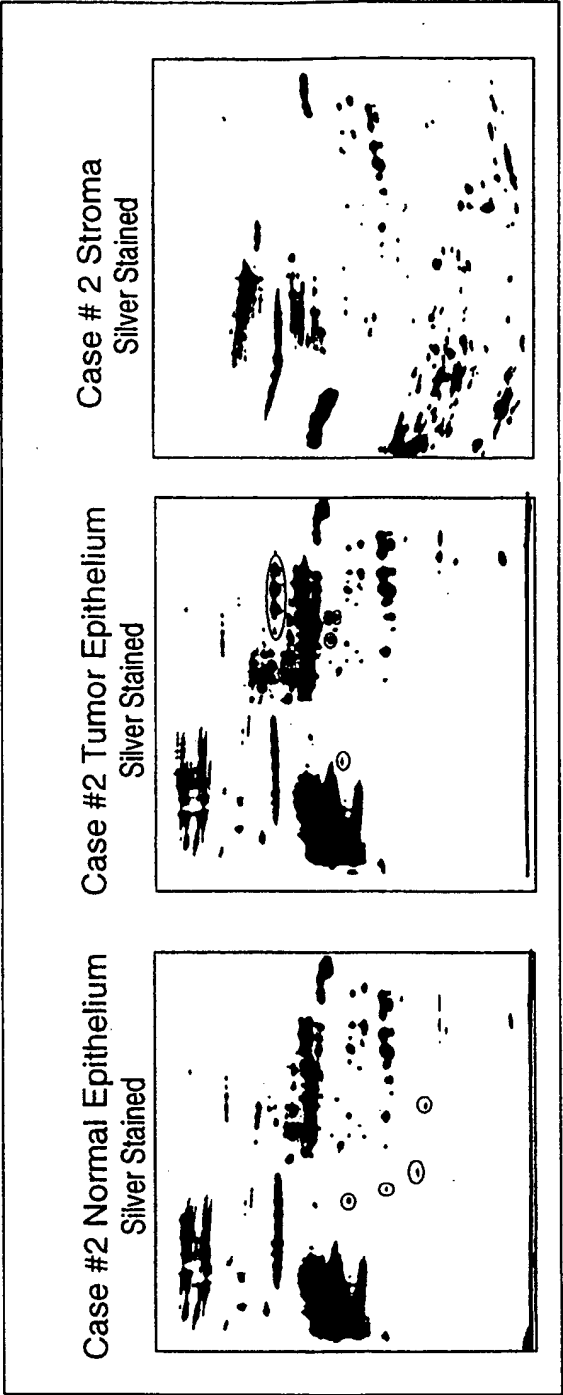 Case #2 Normal Epithelium
Silver Stained
Case #2 Tumor Epithelium
Silver Stained
Case # 2 Stroma
Silver Stained